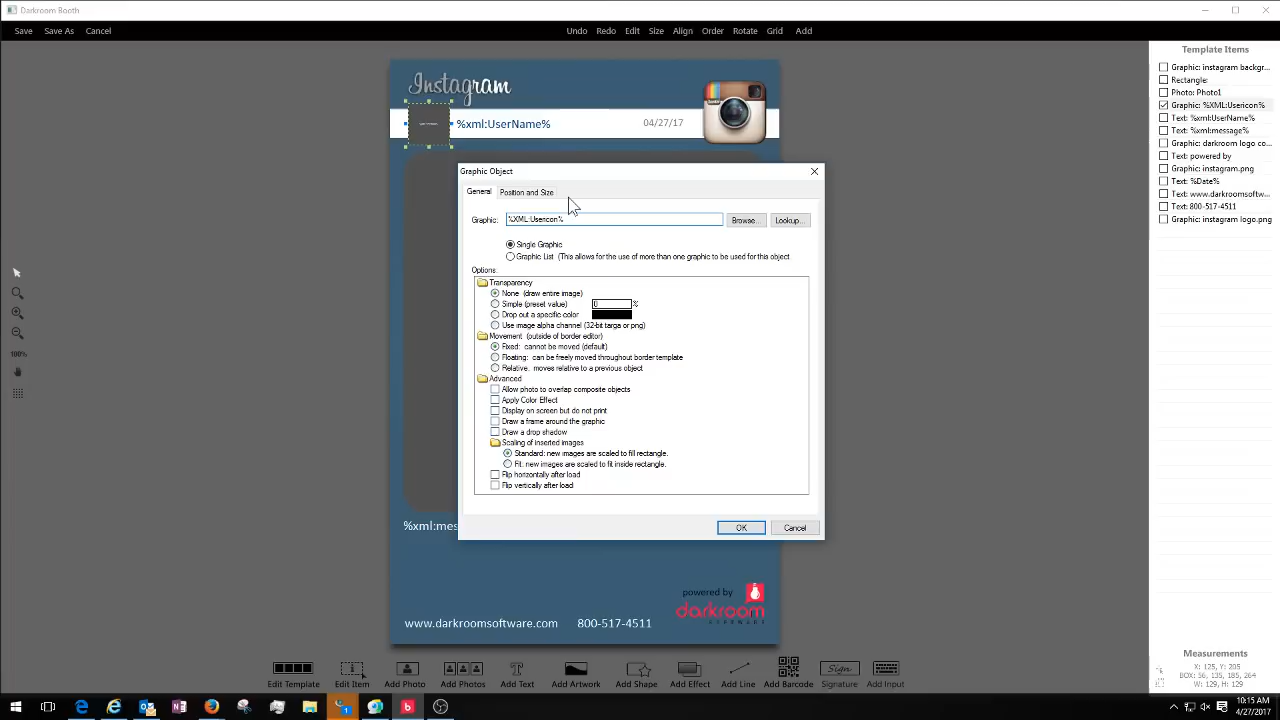 Darkroom Booth
Save Save As Cancel Undo Redo Edit Size Align Order Rotate Grid Add
Template Items
Graphic: instagram backgr...
Rectangle:
Photo: Photo1
Graphic: %XML:Usericon%
Text: %xml:UserName%
Text: %xml:message%
Graphic: darkroom logo co...
Text: powered by
Graphic: instagram.png
Text: %Date%
Text: www.darkroomsoftw...
Text: 800-517-4511
Graphic: instagram logo.png
Instagram
%xml:UserName% 04/27/17
Graphic Object
General Position and Size
Graphic: %XML:Usericon% Browse... Lookup...
Single Graphic
Graphic List (This allows for the use of more than one graphic to be used for this object
Options:
Transparency
None (draw entire image)
Simple (preset value) 0 %
Drop out a specific color
Use image alpha channel (32-bit targa or png)
Movement (outside of border editor)
Fixed: cannot be moved (default)
Floating: can be freely moved throughout border template
Relative: moves relative to a previous object
Advanced
Allow photo to overlap composite objects
Apply Color Effect
Display on screen but do not print
Draw a frame around the graphic
Draw a drop shadow
Scaling of inserted images
Standard: new images are scaled to fill rectangle.
Fit: new images are scaled to fit inside rectangle.
Flip horizontally after load
Flip vertically after load
OK Cancel
100%
%xml:mes
powered by
darkroom
SOFTWARE
www.darkroomsoftware.com 800-517-4511
Measurements
X: 125, Y: 205
BOX: 56, 135, 185, 264
W: 129, H: 129
Edit Template Edit Item Add Photo Add Photos Add Text Add Artwork Add Shape Add Effect Add Line Add Barcode Sign Signature Add Input
10:15 AM
4/27/2017